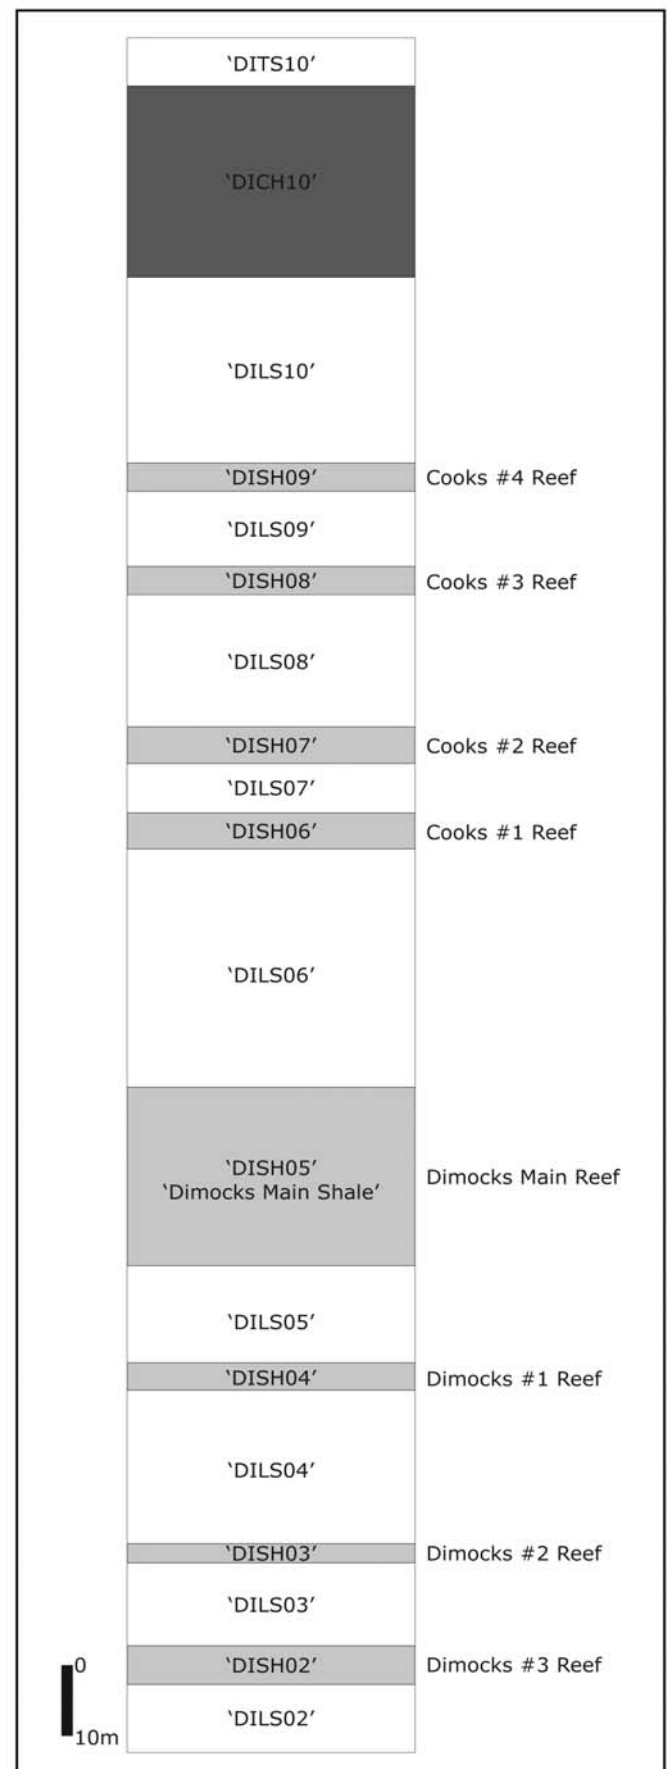 ‘DITS10’
‘DICH10’
‘DILS10’
‘DISH09’ Cooks #4 Reef
‘DILS09’
‘DISH08’ Cooks #3 Reef
‘DILS08’
‘DISH07’ Cooks #2 Reef
‘DILS07’
‘DISH06’ Cooks #1 Reef
‘DILS06’
‘DISH05’
‘Dimocks Main Shale’ Dimocks Main Reef
‘DILS05’
‘DISH04’ Dimocks #1 Reef
‘DILS04’
‘DISH03’ Dimocks #2 Reef
‘DILS03’
0 ‘DISH02’ Dimocks #3 Reef
‘DILS02’
10m